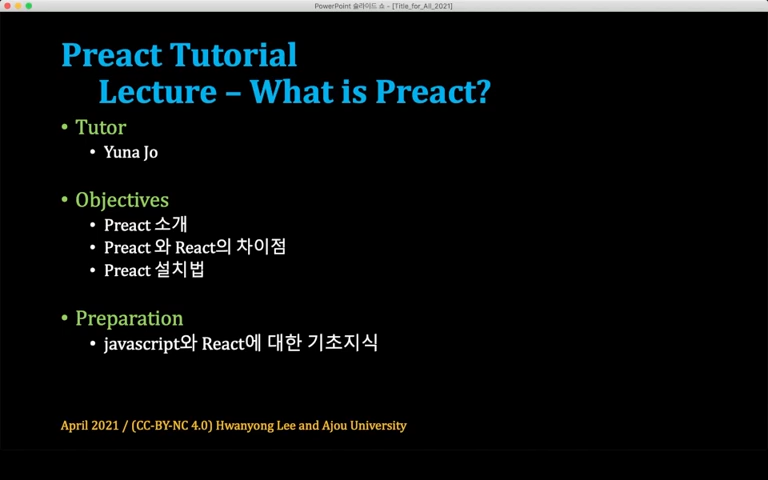 PowerPoint 슬라이드 쇼 - [Title_for_All_2021]
Preact Tutorial
Lecture – What is Preact?
• Tutor
• Yuna Jo
• Objectives
• Preact 소개
• Preact 와 React의 차이점
• Preact 설치법
• Preparation
• javascript와 React에 대한 기초지식
April 2021 / (CC-BY-NC 4.0) Hwanyong Lee and Ajou University